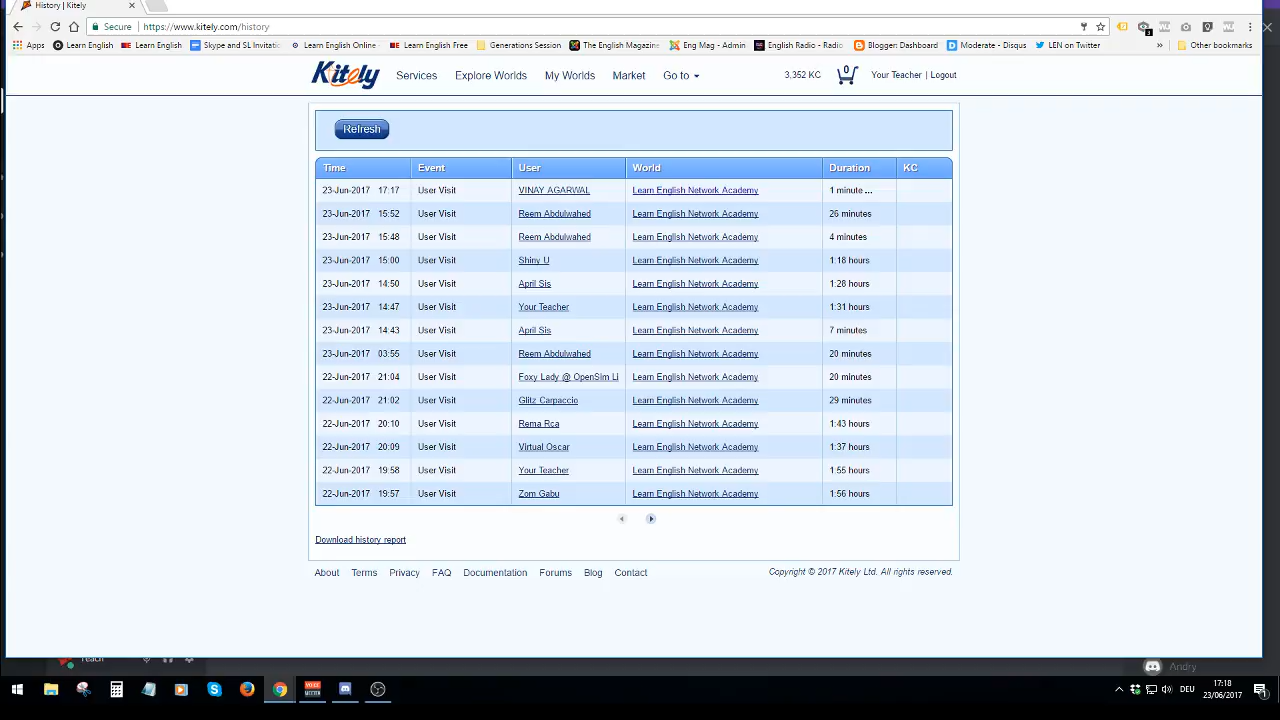 History | Kitely
Secure https://www.kitely.com/history
Apps Learn English Learn English Skype and SL Invitatic Learn English Online Learn English Free Generations Session The English Magazine Eng Mag - Admin English Radio - Radio Blogger: Dashboard Moderate - Disqus LEN on Twitter » Other bookmarks
Kitely Services Explore Worlds My Worlds Market Go to 3,352 KC 0 Your Teacher | Logout
Refresh
Time Event User World Duration KC
23-Jun-2017 17:17 User Visit VINAY AGARWAL Learn English Network Academy 1 minute ...
23-Jun-2017 15:52 User Visit Reem Abdulwahed Learn English Network Academy 26 minutes
23-Jun-2017 15:48 User Visit Reem Abdulwahed Learn English Network Academy 4 minutes
23-Jun-2017 15:00 User Visit Shiny U Learn English Network Academy 1:18 hours
23-Jun-2017 14:50 User Visit April Sis Learn English Network Academy 1:28 hours
23-Jun-2017 14:47 User Visit Your Teacher Learn English Network Academy 1:31 hours
23-Jun-2017 14:43 User Visit April Sis Learn English Network Academy 7 minutes
23-Jun-2017 03:55 User Visit Reem Abdulwahed Learn English Network Academy 20 minutes
22-Jun-2017 21:04 User Visit Foxy Lady @ OpenSim Li Learn English Network Academy 20 minutes
22-Jun-2017 21:02 User Visit Glitz Carpaccio Learn English Network Academy 29 minutes
22-Jun-2017 20:10 User Visit Rema Rca Learn English Network Academy 1:43 hours
22-Jun-2017 20:09 User Visit Virtual Oscar Learn English Network Academy 1:37 hours
22-Jun-2017 19:58 User Visit Your Teacher Learn English Network Academy 1:55 hours
22-Jun-2017 19:57 User Visit Zom Gabu Learn English Network Academy 1:56 hours
Download history report
About Terms Privacy FAQ Documentation Forums Blog Contact Copyright © 2017 Kitely Ltd. All rights reserved.
Teach Andry
VOICE MEETER DEU 17:18
23/06/2017